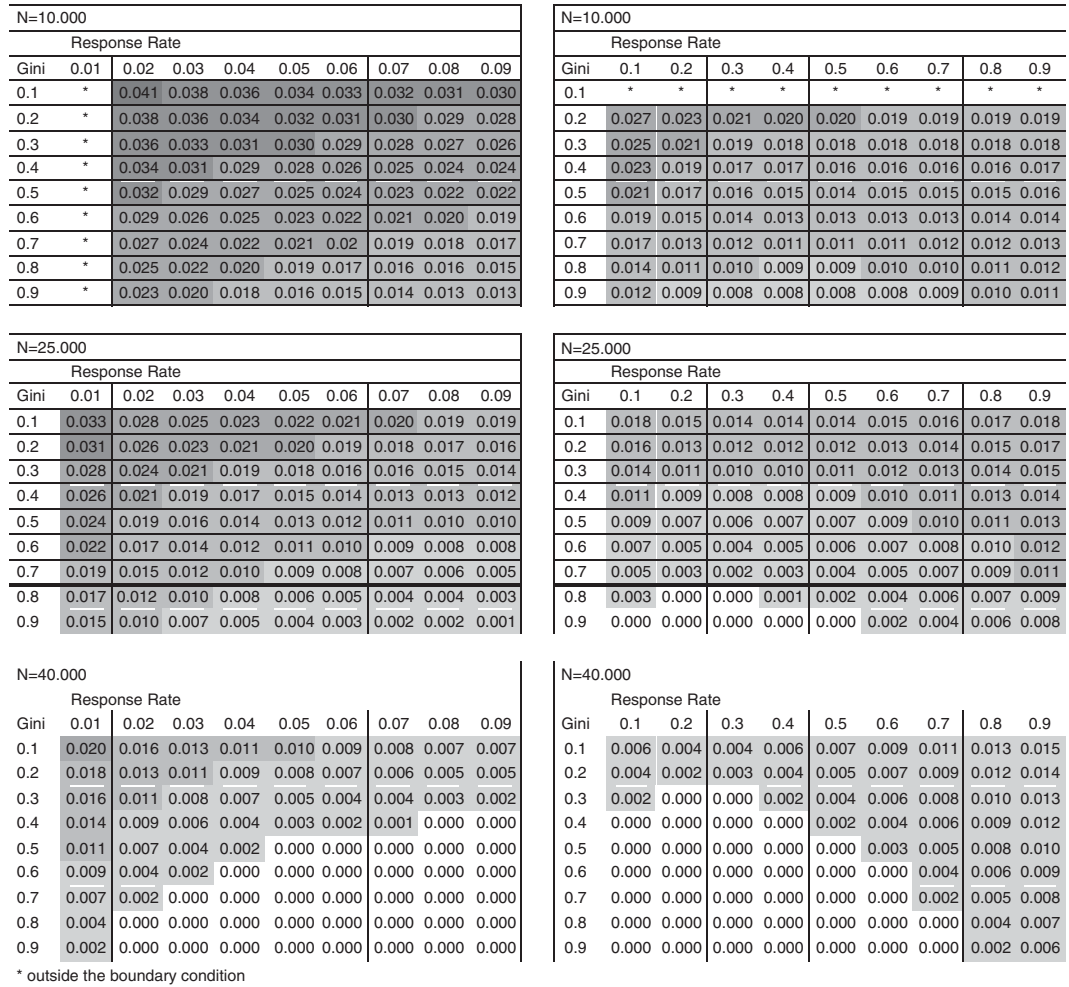 N=10.000
Response Rate
Gini 0.01 0.02 0.03 0.04 0.05 0.06 0.07 0.08 0.09
0.1 * 0.041 0.038 0.036 0.034 0.033 0.032 0.031 0.030
0.2 * 0.038 0.036 0.034 0.032 0.031 0.030 0.029 0.028
0.3 * 0.036 0.033 0.031 0.030 0.029 0.028 0.027 0.026
0.4 * 0.034 0.031 0.029 0.028 0.026 0.025 0.024 0.024
0.5 * 0.032 0.029 0.027 0.025 0.024 0.023 0.022 0.022
0.6 * 0.029 0.026 0.025 0.023 0.022 0.021 0.020 0.019
0.7 * 0.027 0.024 0.022 0.021 0.02 0.019 0.018 0.017
0.8 * 0.025 0.022 0.020 0.019 0.017 0.016 0.016 0.015
0.9 * 0.023 0.020 0.018 0.016 0.015 0.014 0.013 0.013
N=10.000
Response Rate
Gini 0.1 0.2 0.3 0.4 0.5 0.6 0.7 0.8 0.9
0.1 * * * * * * * * *
0.2 0.027 0.023 0.021 0.020 0.020 0.019 0.019 0.019 0.019
0.3 0.025 0.021 0.019 0.018 0.018 0.018 0.018 0.018 0.018
0.4 0.023 0.019 0.017 0.017 0.016 0.016 0.016 0.016 0.017
0.5 0.021 0.017 0.016 0.015 0.014 0.015 0.015 0.015 0.016
0.6 0.019 0.015 0.014 0.013 0.013 0.013 0.013 0.014 0.014
0.7 0.017 0.013 0.012 0.011 0.011 0.011 0.012 0.012 0.013
0.8 0.014 0.011 0.010 0.009 0.009 0.010 0.010 0.011 0.012
0.9 0.012 0.009 0.008 0.008 0.008 0.008 0.009 0.010 0.011
N=25.000
Response Rate
Gini 0.01 0.02 0.03 0.04 0.05 0.06 0.07 0.08 0.09
0.1 0.033 0.028 0.025 0.023 0.022 0.021 0.020 0.019 0.019
0.2 0.031 0.026 0.023 0.021 0.020 0.019 0.018 0.017 0.016
0.3 0.028 0.024 0.021 0.019 0.018 0.016 0.016 0.015 0.014
0.4 0.026 0.021 0.019 0.017 0.015 0.014 0.013 0.013 0.012
0.5 0.024 0.019 0.016 0.014 0.013 0.012 0.011 0.010 0.010
0.6 0.022 0.017 0.014 0.012 0.011 0.010 0.009 0.008 0.008
0.7 0.019 0.015 0.012 0.010 0.009 0.008 0.007 0.006 0.005
0.8 0.017 0.012 0.010 0.008 0.006 0.005 0.004 0.004 0.003
0.9 0.015 0.010 0.007 0.005 0.004 0.003 0.002 0.002 0.001
N=25.000
Response Rate
Gini 0.1 0.2 0.3 0.4 0.5 0.6 0.7 0.8 0.9
0.1 0.018 0.015 0.014 0.014 0.014 0.015 0.016 0.017 0.018
0.2 0.016 0.013 0.012 0.012 0.012 0.013 0.014 0.015 0.017
0.3 0.014 0.011 0.010 0.010 0.011 0.012 0.013 0.014 0.015
0.4 0.011 0.009 0.008 0.008 0.009 0.010 0.011 0.013 0.014
0.5 0.009 0.007 0.006 0.007 0.007 0.009 0.010 0.011 0.013
0.6 0.007 0.005 0.004 0.005 0.006 0.007 0.008 0.010 0.012
0.7 0.005 0.003 0.002 0.003 0.004 0.005 0.007 0.009 0.011
0.8 0.003 0.000 0.000 0.001 0.002 0.004 0.006 0.007 0.009
0.9 0.000 0.000 0.000 0.000 0.000 0.002 0.004 0.006 0.008
N=40.000
Response Rate
Gini 0.01 0.02 0.03 0.04 0.05 0.06 0.07 0.08 0.09
0.1 0.020 0.016 0.013 0.011 0.010 0.009 0.008 0.007 0.007
0.2 0.018 0.013 0.011 0.009 0.008 0.007 0.006 0.005 0.005
0.3 0.016 0.011 0.008 0.007 0.005 0.004 0.004 0.003 0.002
0.4 0.014 0.009 0.006 0.004 0.003 0.002 0.001 0.000 0.000
0.5 0.011 0.007 0.004 0.002 0.000 0.000 0.000 0.000 0.000
0.6 0.009 0.004 0.002 0.000 0.000 0.000 0.000 0.000 0.000
0.7 0.007 0.002 0.000 0.000 0.000 0.000 0.000 0.000 0.000
0.8 0.004 0.000 0.000 0.000 0.000 0.000 0.000 0.000 0.000
0.9 0.002 0.000 0.000 0.000 0.000 0.000 0.000 0.000 0.000
N=40.000
Response Rate
Gini 0.1 0.2 0.3 0.4 0.5 0.6 0.7 0.8 0.9
0.1 0.006 0.004 0.004 0.006 0.007 0.009 0.011 0.013 0.015
0.2 0.004 0.002 0.003 0.004 0.005 0.007 0.009 0.012 0.014
0.3 0.002 0.000 0.000 0.002 0.004 0.006 0.008 0.010 0.013
0.4 0.000 0.000 0.000 0.000 0.002 0.004 0.006 0.009 0.012
0.5 0.000 0.000 0.000 0.000 0.000 0.003 0.005 0.008 0.010
0.6 0.000 0.000 0.000 0.000 0.000 0.000 0.004 0.006 0.009
0.7 0.000 0.000 0.000 0.000 0.000 0.000 0.002 0.005 0.008
0.8 0.000 0.000 0.000 0.000 0.000 0.000 0.000 0.004 0.007
0.9 0.000 0.000 0.000 0.000 0.000 0.000 0.000 0.002 0.006
* outside the boundary condition